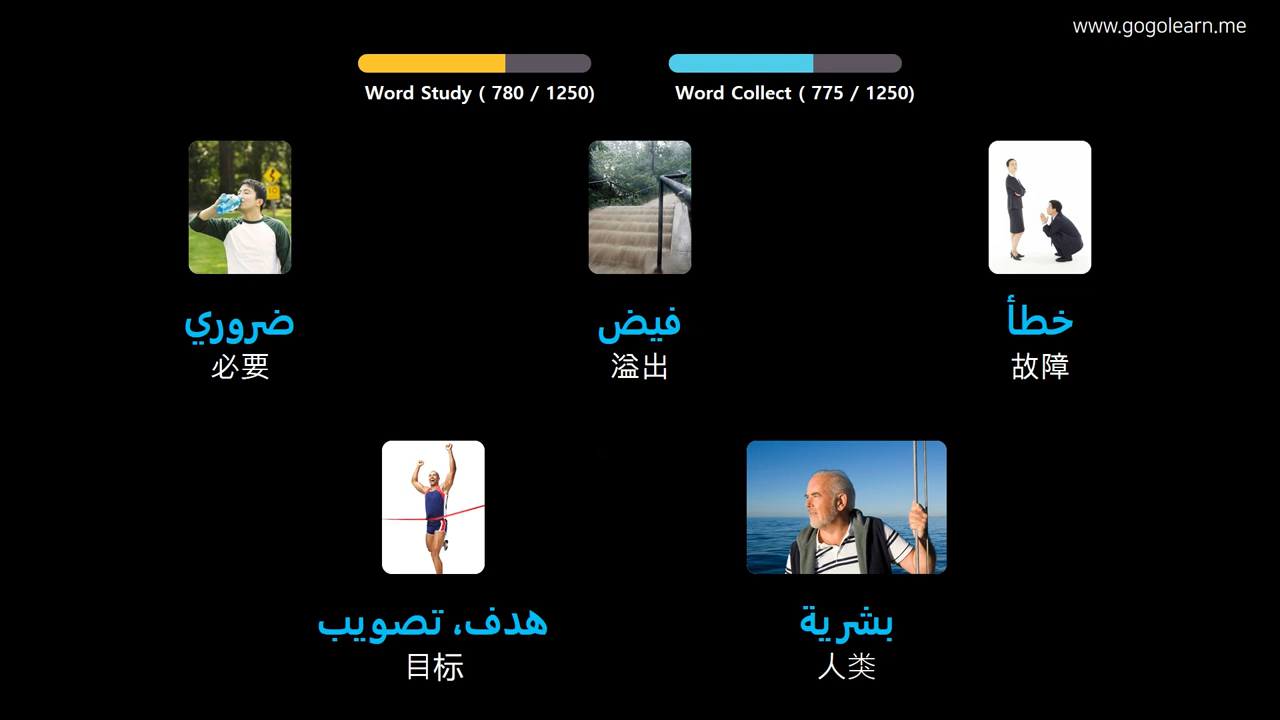 www.gogolearn.me
Word Study ( 780 / 1250)
Word Collect ( 775 / 1250)
ضروري
必要
فيض
溢出
خطأ
故障
هدف، تصويب
目标
بشرية
人类